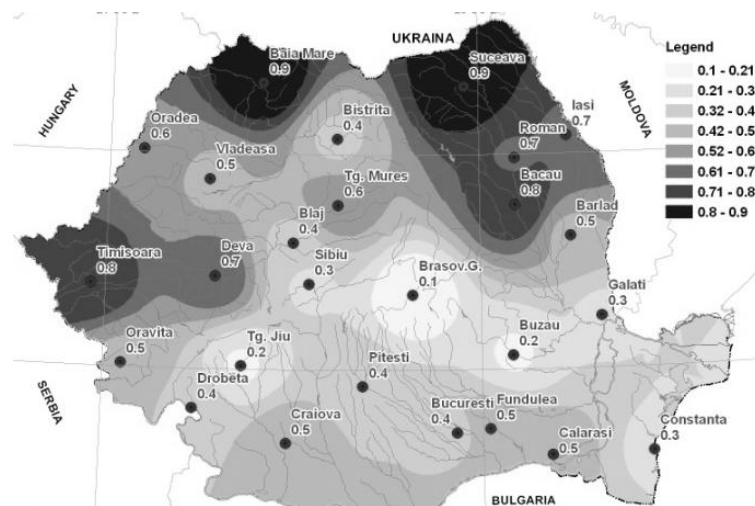 UKRAINA
Baia Mare
0.9
Suceava
0.9
Legend
0.1 - 0.21
0.21 - 0.3
0.32 - 0.4
0.42 - 0.5
0.52 - 0.6
0.61 - 0.7
0.71 - 0.8
0.8 - 0.9
HUNGARY
MOLDOVA
Oradea
0.6
Bistrita
0.4
Iasi
0.7
Roman
0.7
Vladeasa
0.5
Tg. Mures
0.6
Bacau
0.8
Blaj
0.4
Barlad
0.5
Timisoara
0.8
Deva
0.7
Sibiu
0.3
Brasov.G.
0.1
Galati
0.3
Oravita
0.5
Tg. Jiu
0.2
Buzau
0.2
Pitesti
0.4
SERBIA
Drobeta
0.4
Craiova
0.5
Bucuresti
0.4
Fundulea
0.5
Calarasi
0.5
Constanta
0.3
BULGARIA